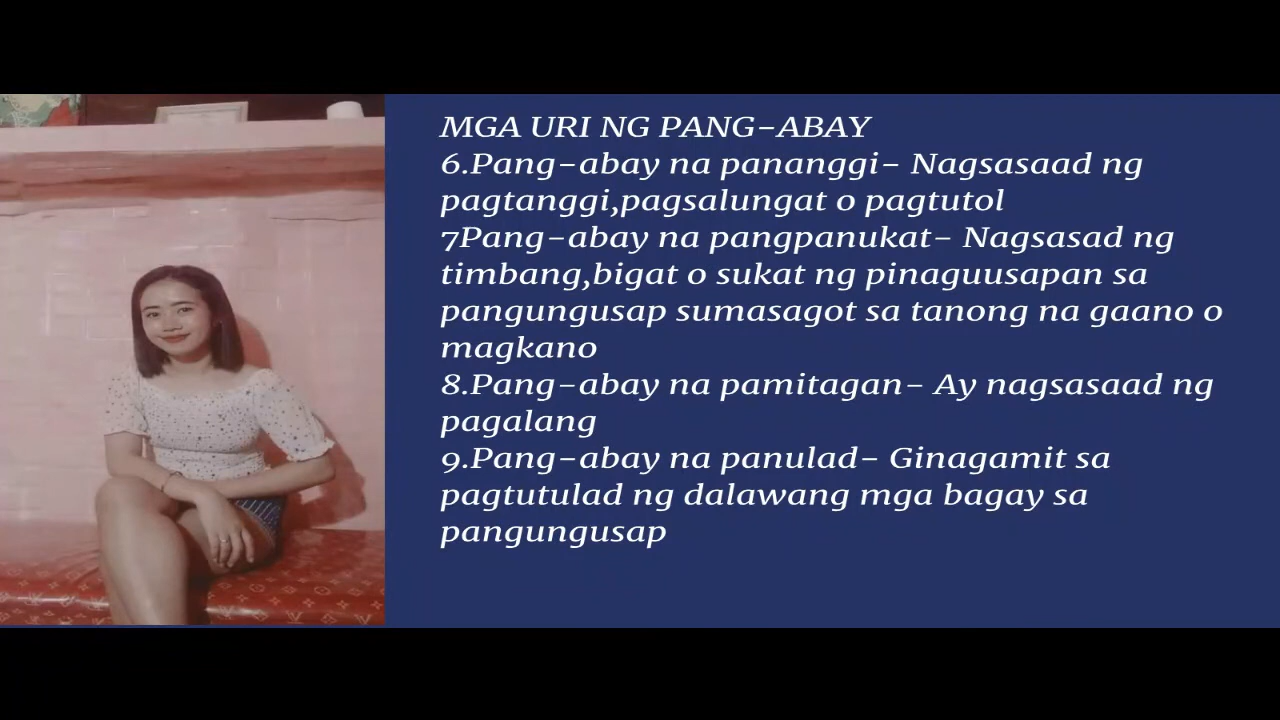 MGA URI NG PANG-ABAY
6.Pang-abay na pananggi- Nagsasaad ng
pagtanggi,pagsalungat o pagtutol
7Pang-abay na pangpanukat- Nagsasad ng
timbang,bigat o sukat ng pinaguusapan sa
pangungusap sumasagot sa tanong na gaano o
magkano
8.Pang-abay na pamitagan- Ay nagsasaad ng
pagalang
9.Pang-abay na panulad- Ginagamit sa
pagtutulad ng dalawang mga bagay sa
pangungusap